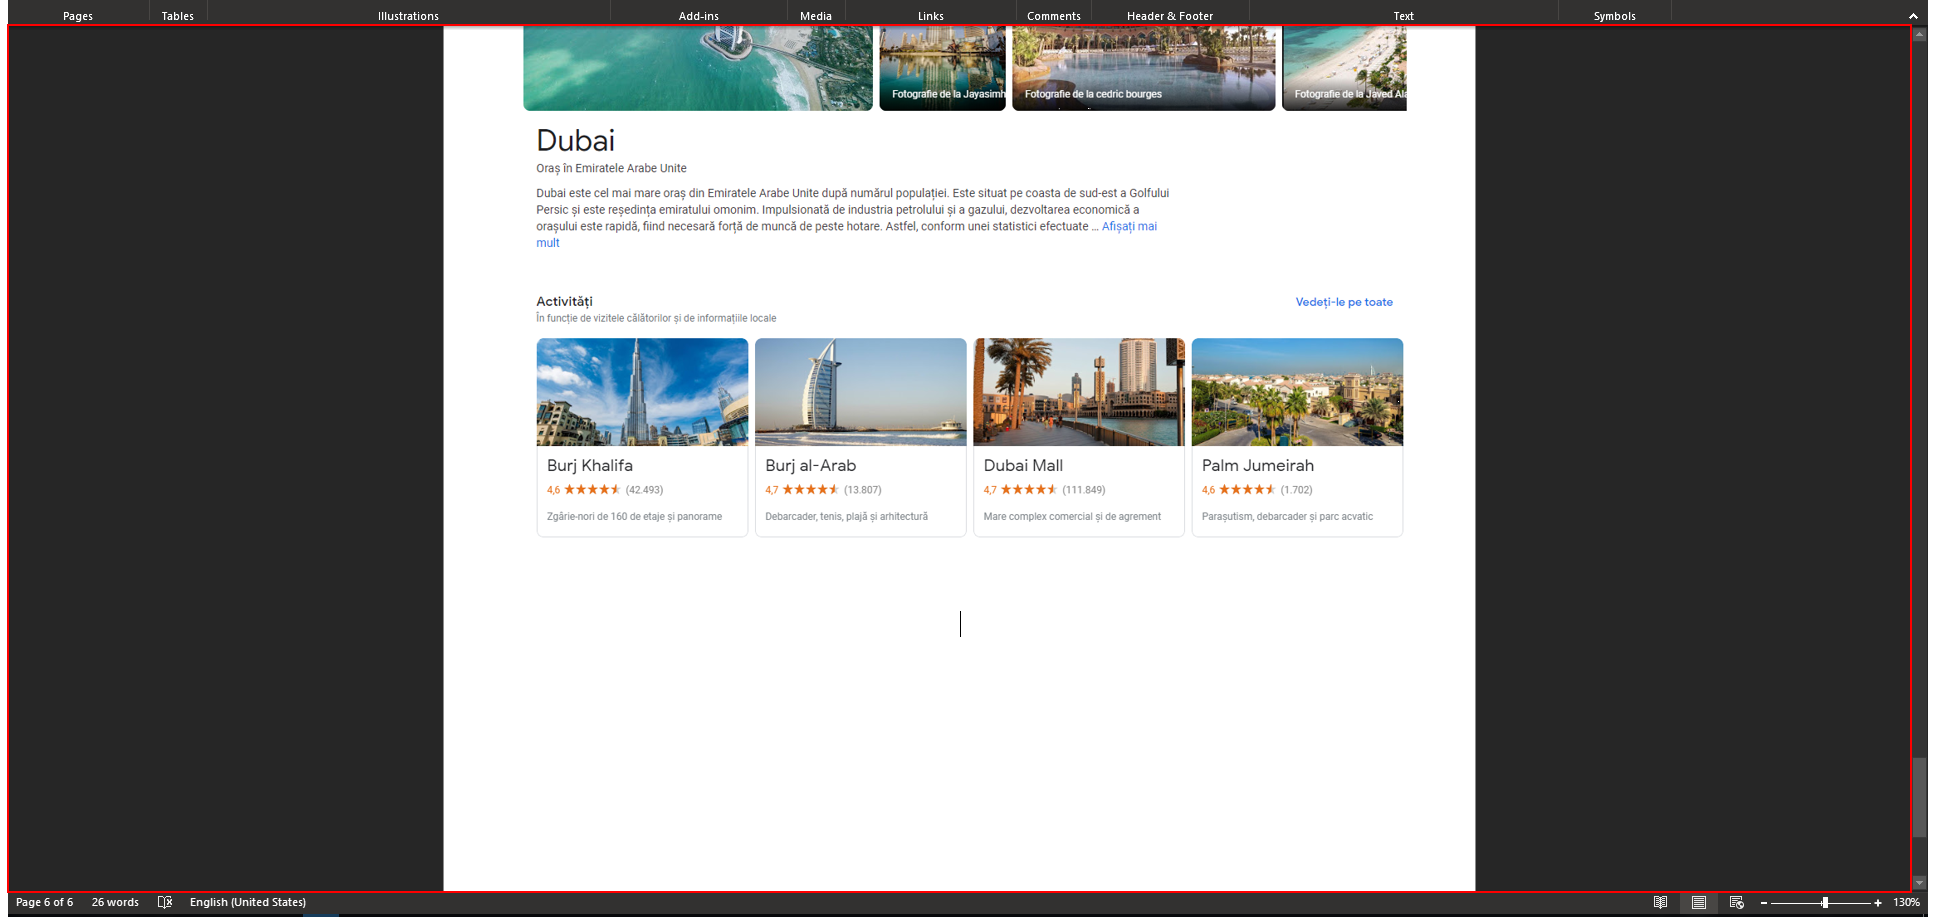 Pages Tables Illustrations Add-ins Media Links Comments Header & Footer Text Symbols
Fotografie de la Jayasimh Fotografie de la cedric bourges Fotografie de la Javed Ala
Dubai
Oraș în Emiratele Arabe Unite
Dubai este cel mai mare oraș din Emiratele Arabe Unite după numărul populației. Este situat pe coasta de sud-est a Golfului
Persic și este reședința emiratului omonim. Impulsionată de industria petrolului și a gazului, dezvoltarea economică a
orașului este rapidă, fiind necesară forță de muncă de peste hotare. Astfel, conform unei statistici efectuate ... Afișați mai
mult
Activități Vedeți-le pe toate
În funcție de vizitele călătorilor și de informațiile locale
Burj Khalifa Burj al-Arab Dubai Mall Palm Jumeirah
4,6 (42.493) 4,7 (13.807) 4,7 (111.849) 4,6 (1.702)
Zgârie-nori de 160 de etaje și panorame Debarcader, tenis, plajă și arhitectură Mare complex comercial și de agrement Parașutism, debarcader și parc acvatic
Page 6 of 6 26 words English (United States) 130%